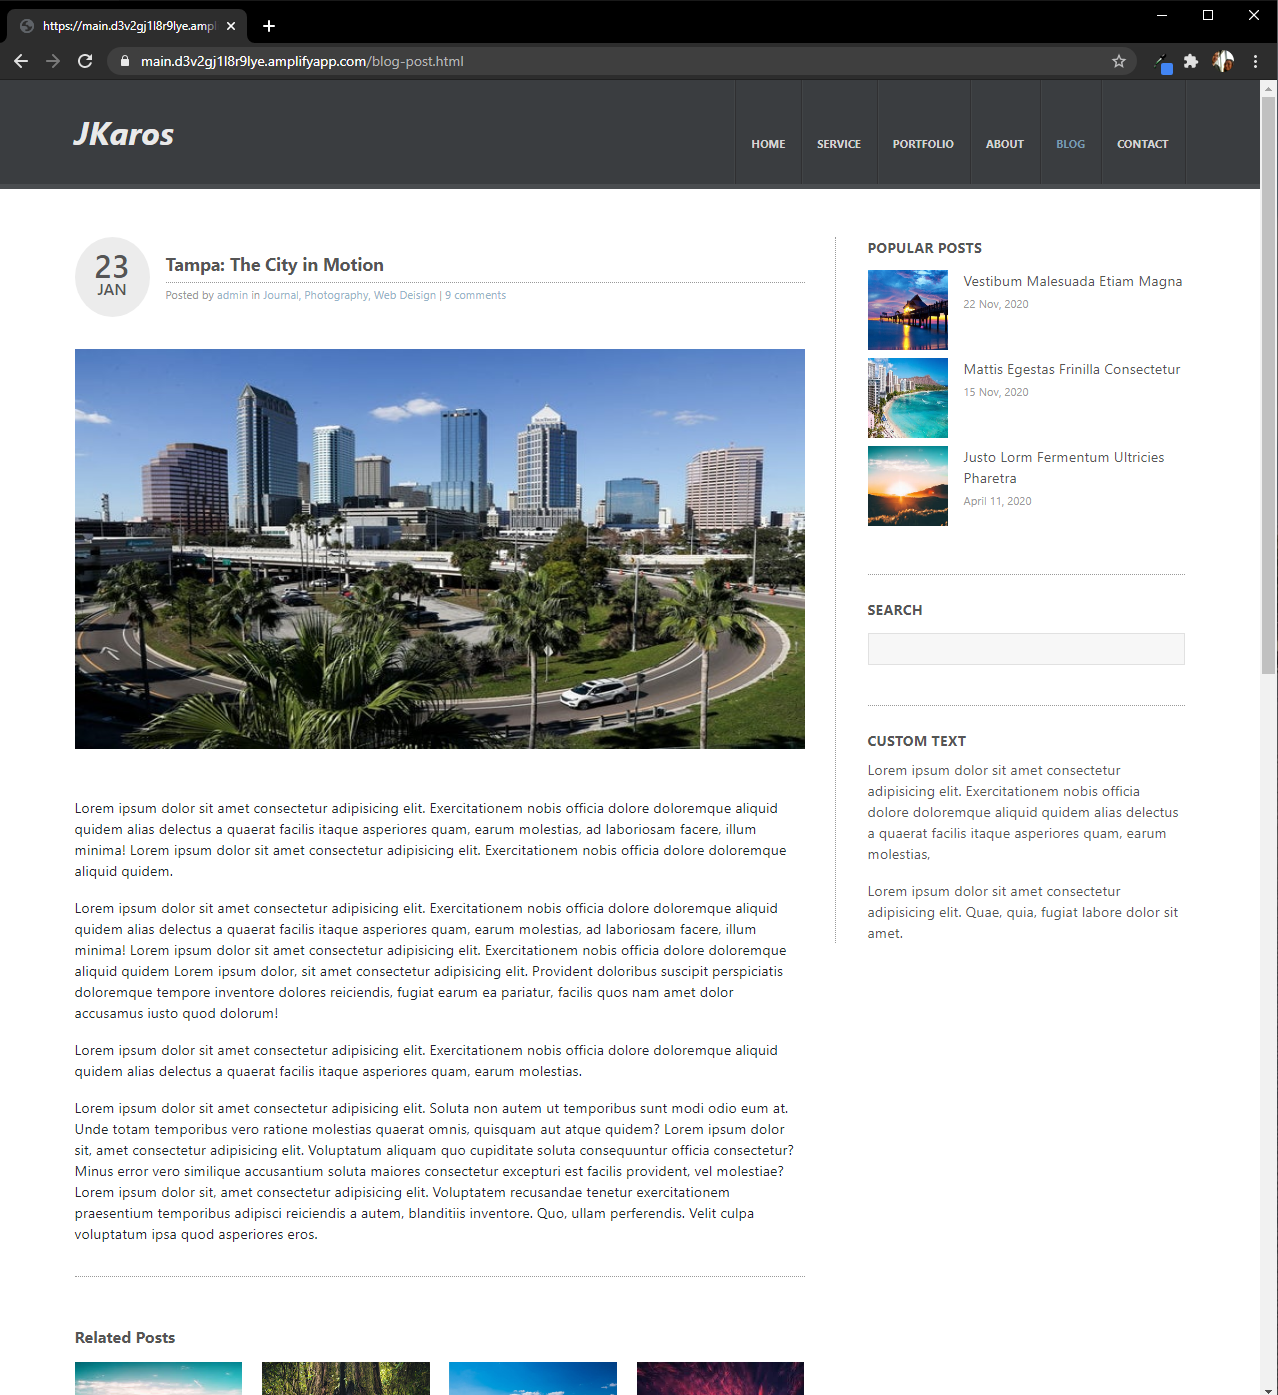 https://main.d3v2gj1l8r9lye.ampl
main.d3v2gj1l8r9lye.amplifyapp.com/blog-post.html
JKaros
HOME
SERVICE
PORTFOLIO
ABOUT
BLOG
CONTACT
23
JAN
Tampa: The City in Motion
Posted by admin in Journal, Photography, Web Deisign | 9 comments
Lorem ipsum dolor sit amet consectetur adipisicing elit. Exercitationem nobis officia dolore doloremque aliquid
quidem alias delectus a quaerat facilis itaque asperiores quam, earum molestias, ad laboriosam facere, illum
minima! Lorem ipsum dolor sit amet consectetur adipisicing elit. Exercitationem nobis officia dolore doloremque
aliquid quidem.
Lorem ipsum dolor sit amet consectetur adipisicing elit. Exercitationem nobis officia dolore doloremque aliquid
quidem alias delectus a quaerat facilis itaque asperiores quam, earum molestias, ad laboriosam facere, illum
minima! Lorem ipsum dolor sit amet consectetur adipisicing elit. Exercitationem nobis officia dolore doloremque
aliquid quidem Lorem ipsum dolor, sit amet consectetur adipisicing elit. Provident doloribus suscipit perspiciatis
doloremque tempore inventore dolores reiciendis, fugiat earum ea pariatur, facilis quos nam amet dolor
accusamus iusto quod dolorum!
Lorem ipsum dolor sit amet consectetur adipisicing elit. Exercitationem nobis officia dolore doloremque aliquid
quidem alias delectus a quaerat facilis itaque asperiores quam, earum molestias.
Lorem ipsum dolor sit amet consectetur adipisicing elit. Soluta non autem ut temporibus sunt modi odio eum at.
Unde totam temporibus vero ratione molestias quaerat omnis, quisquam aut atque quidem? Lorem ipsum dolor
sit, amet consectetur adipisicing elit. Voluptatum aliquam quo cupiditate soluta consequuntur officia consectetur?
Minus error vero similique accusantium soluta maiores consectetur excepturi est facilis provident, vel molestiae?
Lorem ipsum dolor sit, amet consectetur adipisicing elit. Voluptatem recusandae tenetur exercitationem
praesentium temporibus adipisci reiciendis a autem, blanditiis inventore. Quo, ullam perferendis. Velit culpa
voluptatum ipsa quod asperiores eros.
Related Posts
POPULAR POSTS
Vestibum Malesuada Etiam Magna
22 Nov, 2020
Mattis Egestas Frinilla Consectetur
15 Nov, 2020
Justo Lorm Fermentum Ultricies
Pharetra
April 11, 2020
SEARCH
CUSTOM TEXT
Lorem ipsum dolor sit amet consectetur
adipisicing elit. Exercitationem nobis officia
dolore doloremque aliquid quidem alias delectus
a quaerat facilis itaque asperiores quam, earum
molestias,
Lorem ipsum dolor sit amet consectetur
adipisicing elit. Quae, quia, fugiat labore dolor sit
amet.